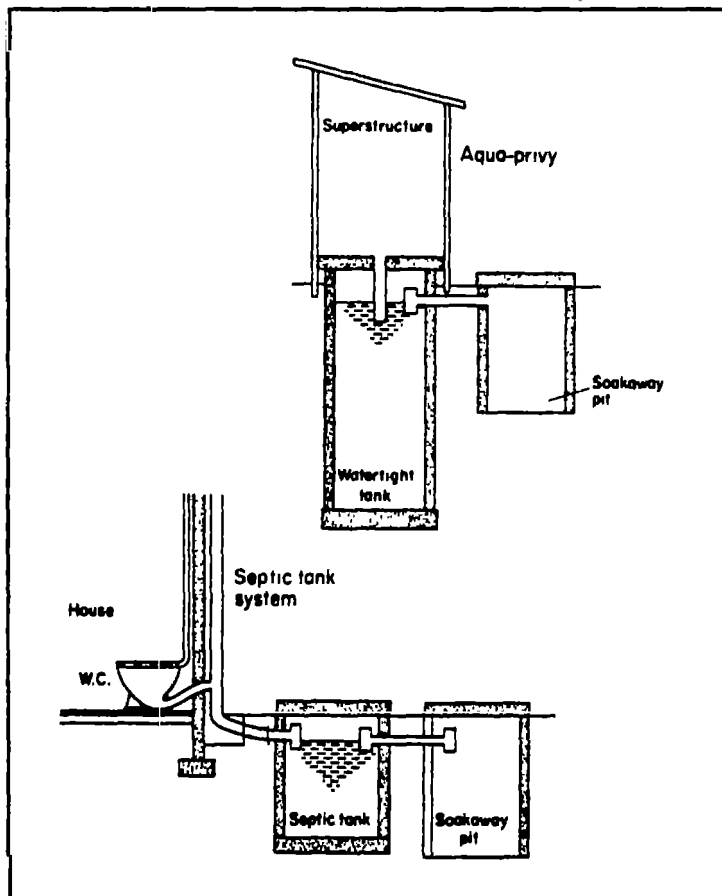 Superstructure
Aqua-privy
Soakaway
pit
Watertight
tank
Septic tank
system
House
W.C.
Septic tank
Soakaway
pit